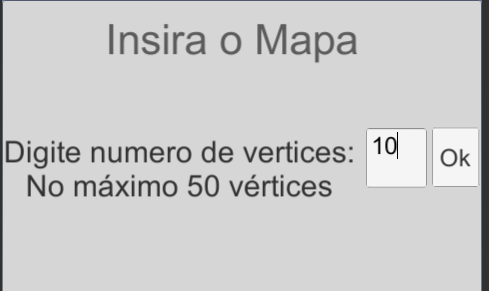 Insira o Mapa
Digite numero de vertices: 10 Ok
No máximo 50 vértices